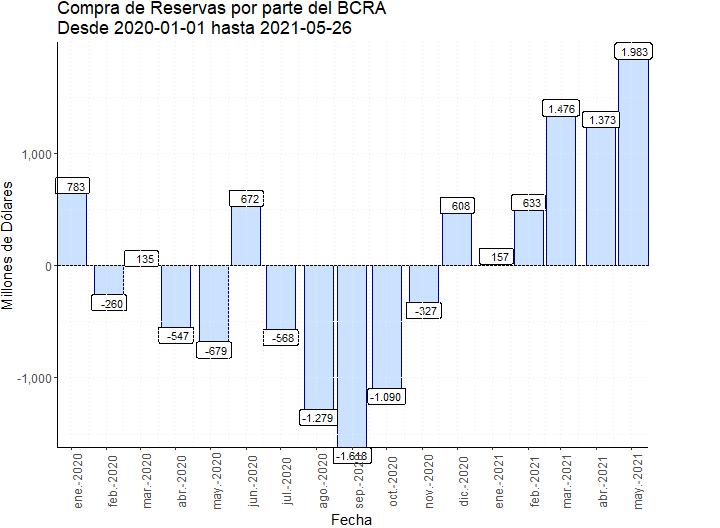 Compra de Reservas por parte del BCRA
Desde 2020-01-01 hasta 2021-05-26
Millones de Dólares
1,000
0
-1,000
783
-260
135
-547
-679
672
-568
-1.279
-1.618
-1.090
-327
608
157
633
1.476
1.373
1.983
ene.-2020
feb.-2020
mar.-2020
abr.-2020
may.-2020
jun.-2020
jul.-2020
ago.-2020
sep.-2020
oct.-2020
nov.-2020
dic.-2020
ene.-2021
feb.-2021
mar.-2021
abr.-2021
may.-2021
Fecha